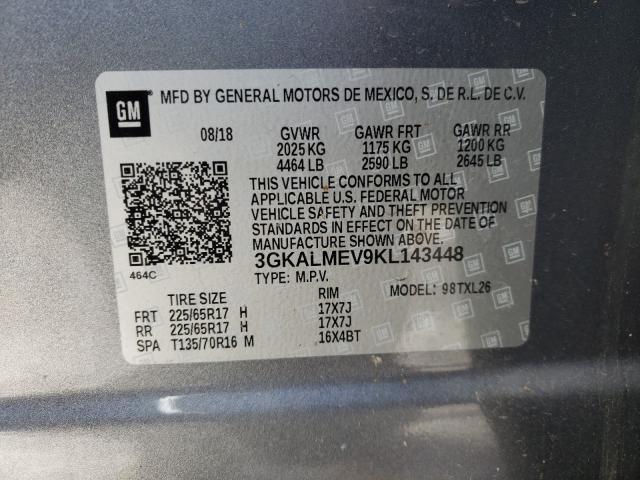 GM
MFD BY GENERAL MOTORS DE MEXICO, S. DE R.L. DE C.V.
08/18 GVWR GAWR FRT GAWR RR
2025 KG 1175 KG 1200 KG
4464 LB 2590 LB 2645 LB
THIS VEHICLE CONFORMS TO ALL
APPLICABLE U.S. FEDERAL MOTOR
VEHICLE SAFETY AND THEFT PREVENTION
STANDARDS IN EFFECT ON THE DATE OF
MANUFACTURE SHOWN ABOVE.
464C
3GKALMEV9KL143448
TYPE: M.P.V. MODEL: 98TXL26
TIRE SIZE RIM
FRT 225/65R17 H 17X7J
RR 225/65R17 H 17X7J
SPA T135/70R16 M 16X4BT